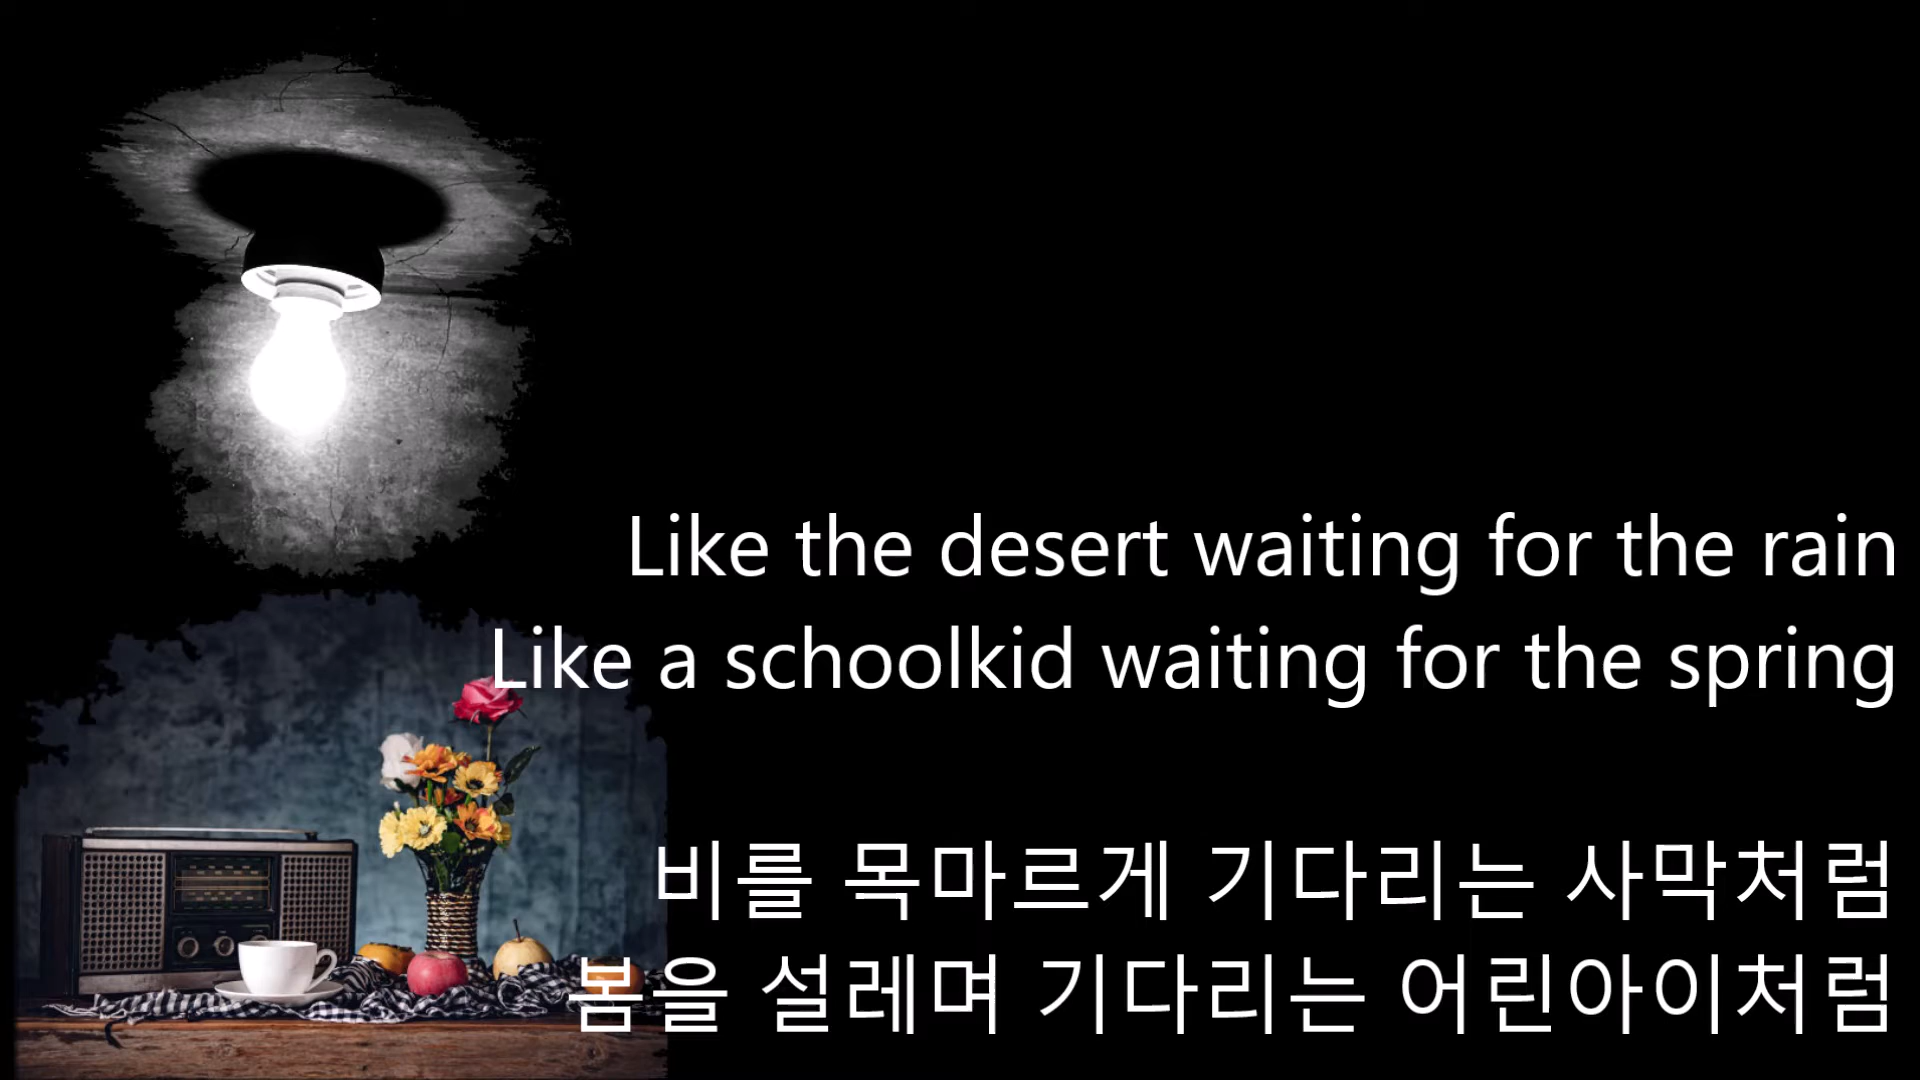 Like the desert waiting for the rain
Like a schoolkid waiting for the spring
비를 목마르게 기다리는 사막처럼
봄을 설레며 기다리는 어린아이처럼